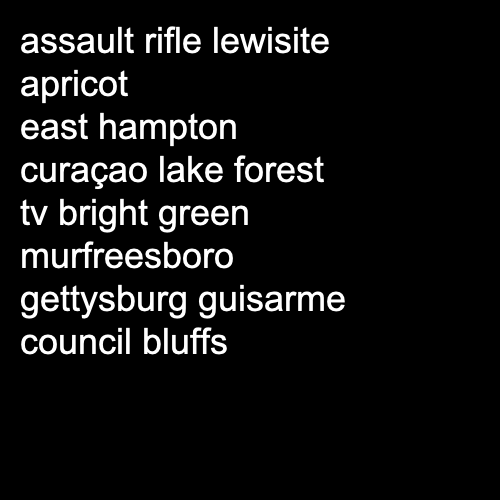 assault rifle lewisite
apricot
east hampton
curaçao lake forest
tv bright green
murfreesboro
gettysburg guisarme
council bluffs